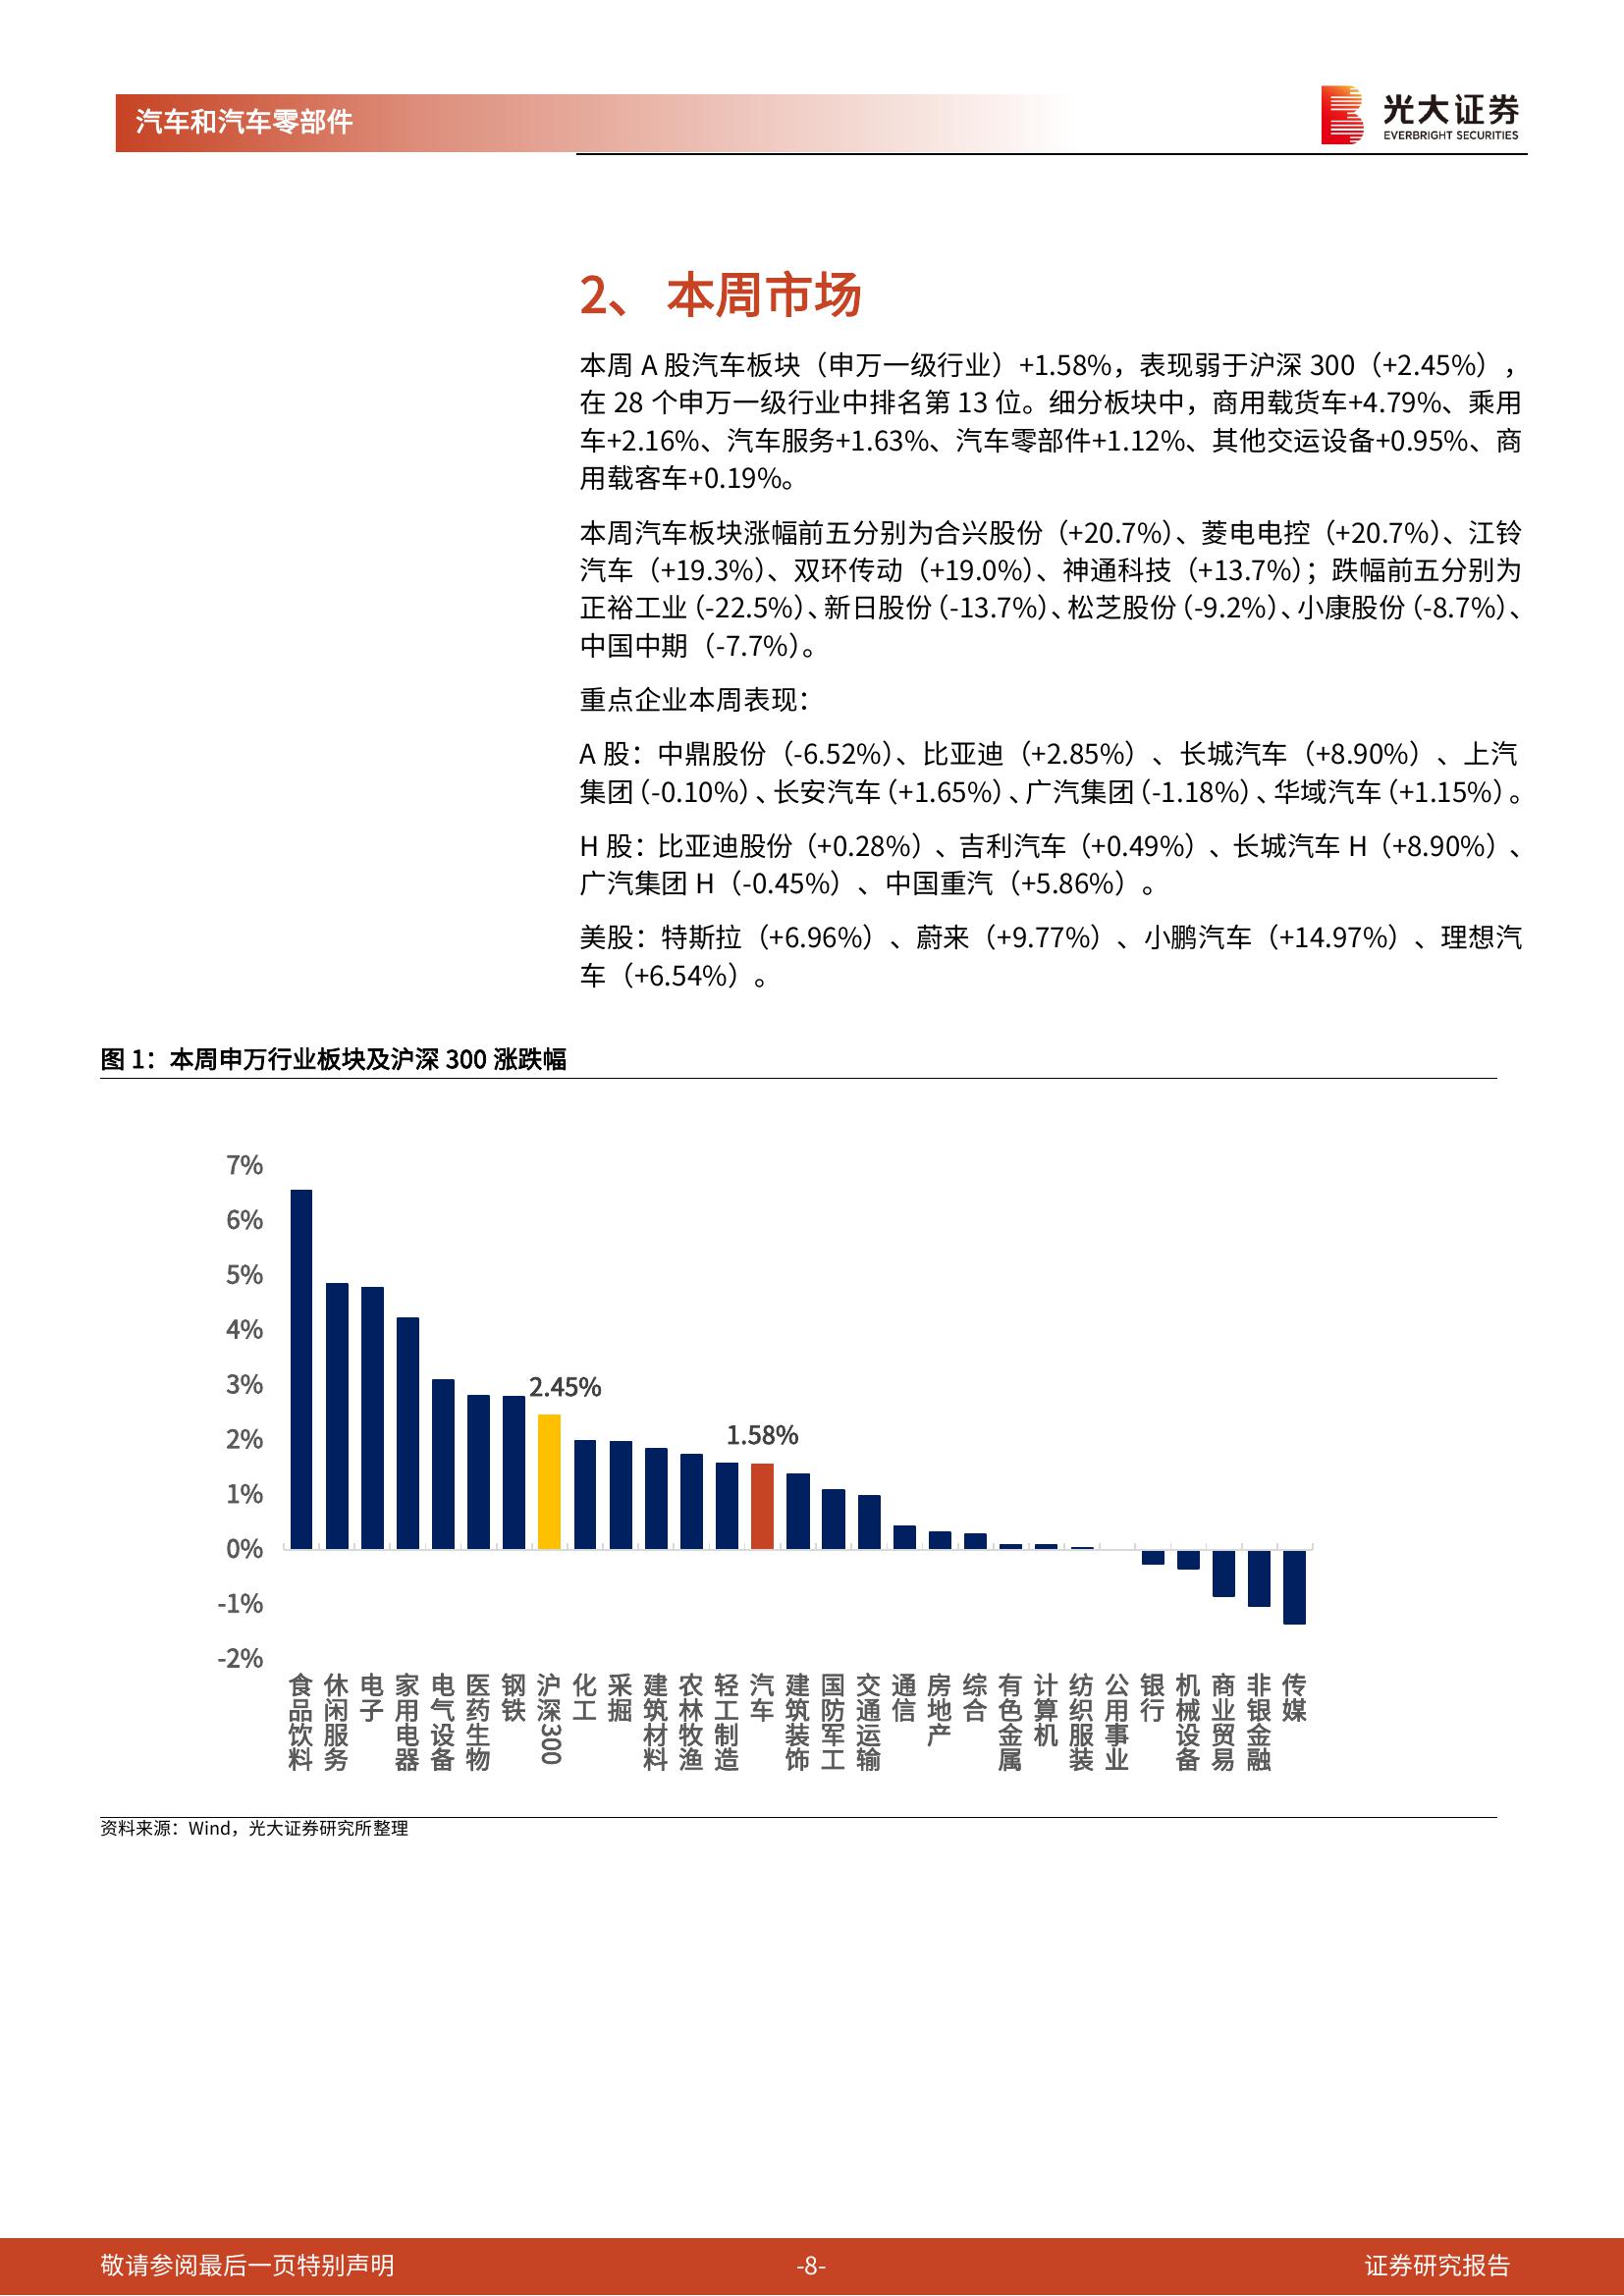 汽车和汽车零部件
光大证券
EVERBRIGHT SECURITIES
2、 本周市场
本周 A 股汽车板块（申万一级行业）+1.58%，表现弱于沪深 300（+2.45%），
在 28 个申万一级行业中排名第 13 位。细分板块中，商用载货车+4.79%、乘用
车+2.16%、汽车服务+1.63%、汽车零部件+1.12%、其他交运设备+0.95%、商
用载客车+0.19%。
本周汽车板块涨幅前五分别为合兴股份（+20.7%）、菱电电控（+20.7%）、江铃
汽车（+19.3%）、双环传动（+19.0%）、神通科技（+13.7%）；跌幅前五分别为
正裕工业（-22.5%）、新日股份（-13.7%）、松芝股份（-9.2%）、小康股份（-8.7%）、
中国中期（-7.7%）。
重点企业本周表现：
A 股：中鼎股份（-6.52%）、比亚迪（+2.85%）、长城汽车（+8.90%）、上汽
集团（-0.10%）、长安汽车（+1.65%）、广汽集团（-1.18%）、华域汽车（+1.15%）。
H 股：比亚迪股份（+0.28%）、吉利汽车（+0.49%）、长城汽车 H（+8.90%）、
广汽集团 H（-0.45%）、中国重汽（+5.86%）。
美股：特斯拉（+6.96%）、蔚来（+9.77%）、小鹏汽车（+14.97%）、理想汽
车（+6.54%）。
图 1：本周申万行业板块及沪深 300 涨跌幅
7%
6%
5%
4%
3%
2%
1%
0%
-1%
-2%
2.45%
1.58%
食品饮料
休闲服务
电子
家用电器
电气设备
医药生物
钢铁
沪深300
化工
采掘
建筑材料
农林牧渔
轻工制造
汽车
建筑装饰
国防军工
交通运输
通信
房地产
综合
有色金属
计算机
纺织服装
公用事业
银行
机械设备
商业贸易
非银金融
传媒
资料来源：Wind，光大证券研究所整理
敬请参阅最后一页特别声明
-8-
证券研究报告